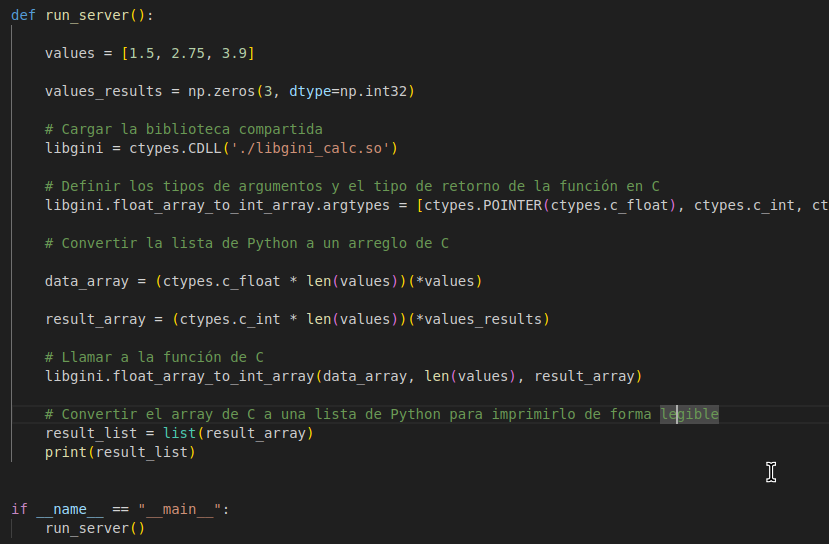 def run_server():
values = [1.5, 2.75, 3.9]
values_results = np.zeros(3, dtype=np.int32)
# Cargar la biblioteca compartida
libgini = ctypes.CDLL('./libgini_calc.so')
# Definir los tipos de argumentos y el tipo de retorno de la función en C
libgini.float_array_to_int_array.argtypes = [ctypes.POINTER(ctypes.c_float), ctypes.c_int, ct
# Convertir la lista de Python a un arreglo de C
data_array = (ctypes.c_float * len(values))(*values)
result_array = (ctypes.c_int * len(values))(*values_results)
# Llamar a la función de C
libgini.float_array_to_int_array(data_array, len(values), result_array)
# Convertir el array de C a una lista de Python para imprimirlo de forma legible
result_list = list(result_array)
print(result_list)
if __name__ == "__main__":
run_server()